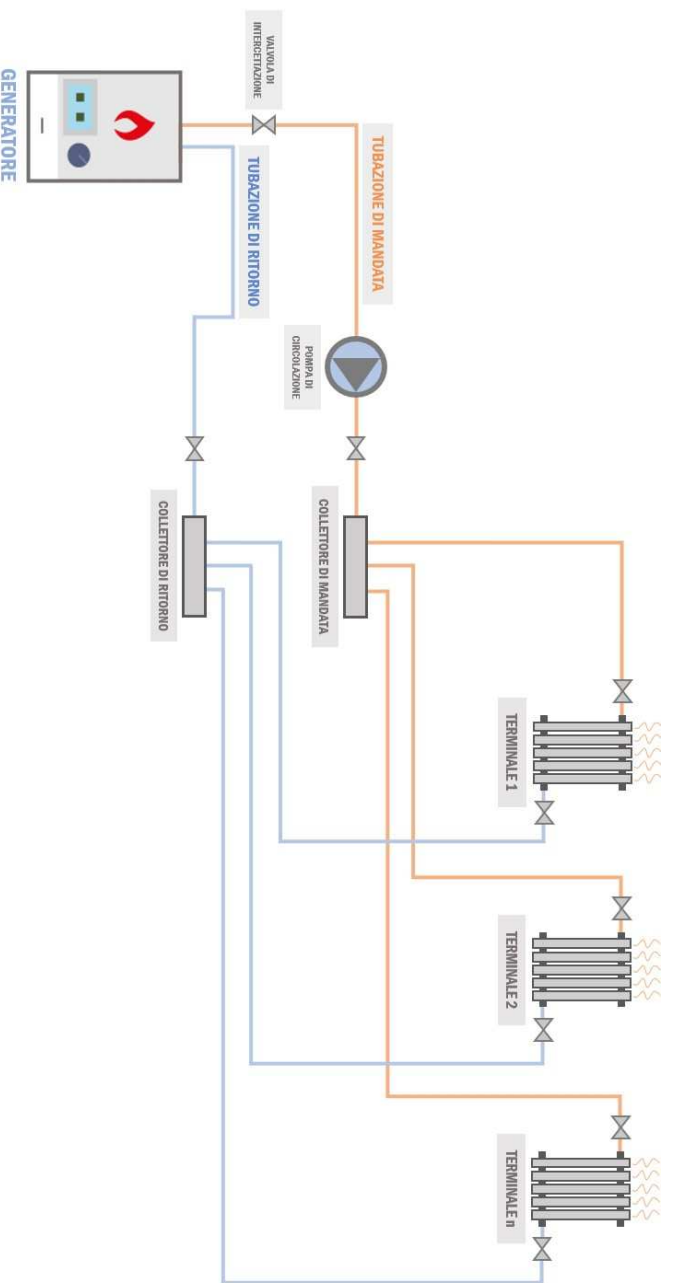 GENERATORE
VALVOLA DI
INTERCETTAZIONE
TUBAZIONE DI MANDATA
TUBAZIONE DI RITORNO
POMPA DI
CIRCOLAZIONE
COLLETTORE DI MANDATA
COLLETTORE DI RITORNO
TERMINALE 1
TERMINALE 2
TERMINALE n